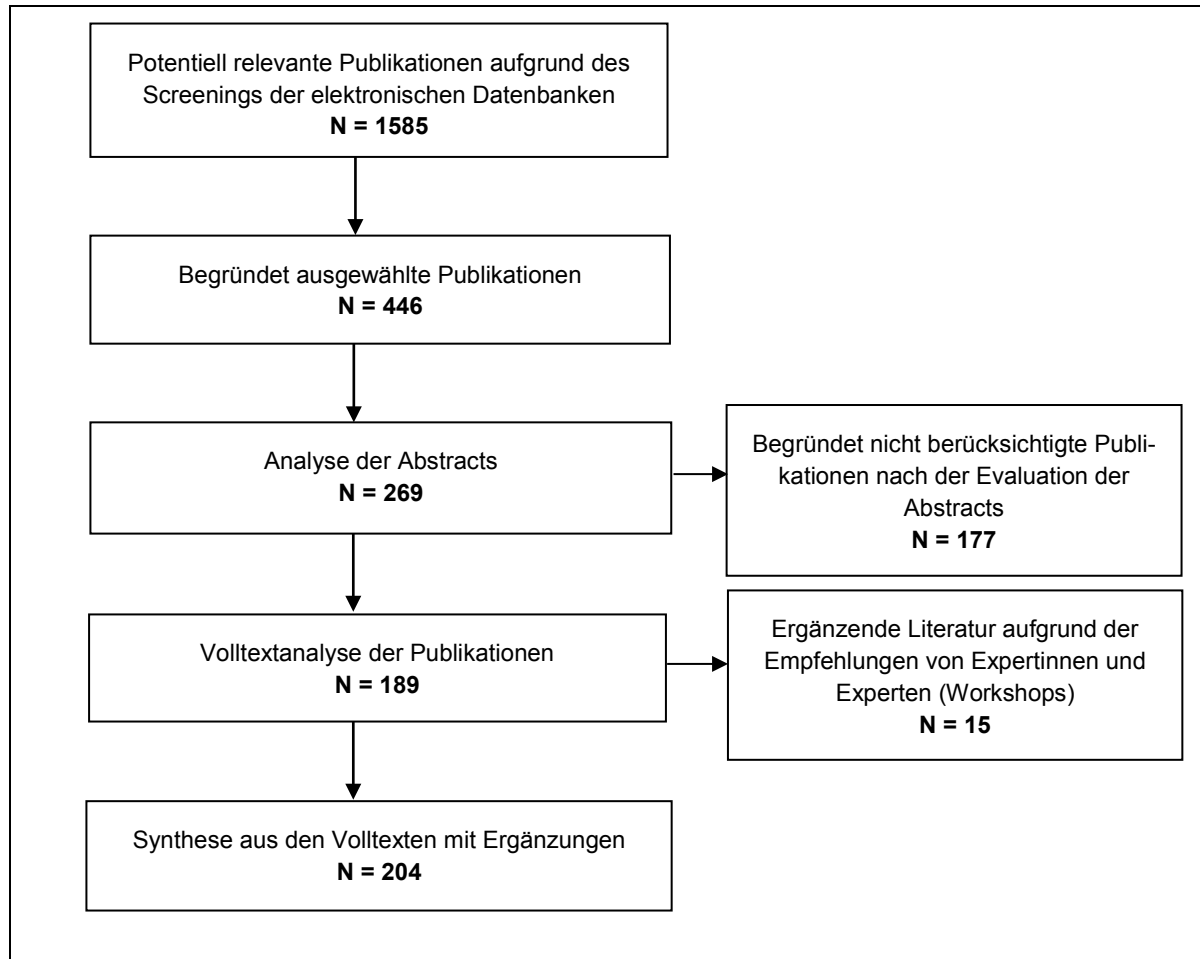 Potentiell relevante Publikationen aufgrund des
Screenings der elektronischen Datenbanken
N = 1585
Begründet ausgewählte Publikationen
N = 446
Analyse der Abstracts
N = 269
Begründet nicht berücksichtigte Publi-
kationen nach der Evaluation der
Abstracts
N = 177
Volltextanalyse der Publikationen
N = 189
Ergänzende Literatur aufgrund der
Empfehlungen von Expertinnen und
Experten (Workshops)
N = 15
Synthese aus den Volltexten mit Ergänzungen
N = 204